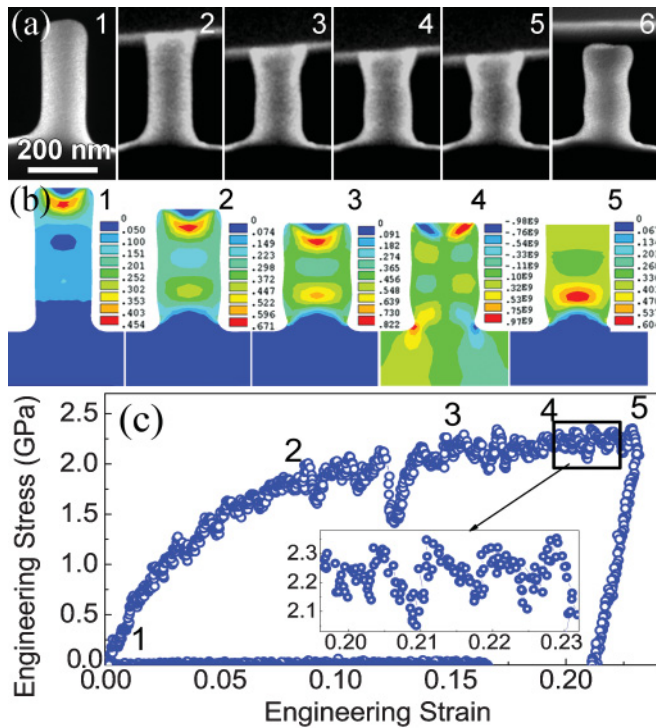 (a) 1 2 3 4 5 6
200 nm
(b) 1 2 3 4 5
0 0 0 -.98E9 0
.050 .074 .091 -.76E9 .067
.100 .149 .182 -.54E9 .134
.151 .223 .274 -.11E9 .201
.201 .298 .365 .10E9
.252 .372 .456 .32E9
.302 .447 .548 .53E9 .403
.353 .522 .639 .75E9 .470
.403 .596 .730 .97E9
.454 .671 .822 .604
(c)
Engineering Stress (GPa)
2.5
2.0
1.5
1.0
0.5
0.0
1 2 3 4 5
2.3
2.2
2.1
0.20 0.21 0.22 0.23
0.00 0.05 0.10 0.15 0.20
Engineering Strain